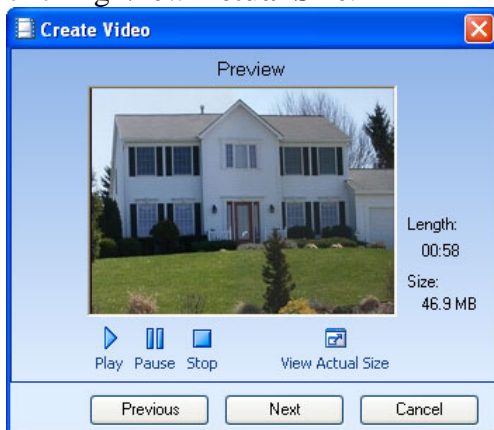 Create Video
Preview
Length:
00:58
Size:
46.9 MB
Play Pause Stop View Actual Size
Previous Next Cancel